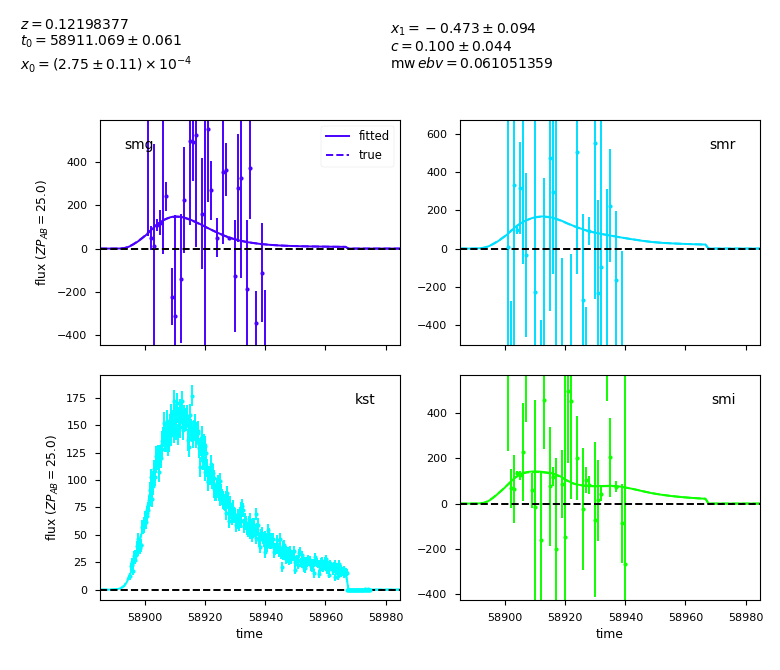 z = 0.12198377
t₀ = 58911.069 ± 0.061
x₀ = (2.75 ± 0.11) × 10⁻⁴
x₁ = −0.473 ± 0.094
c = 0.100 ± 0.044
mw ebv = 0.061051359
smg
fitted
true
flux (ZP_AB = 25.0)
400
200
0
−200
−400
smr
600
400
200
0
−200
−400
kst
flux (ZP_AB = 25.0)
175
150
125
100
75
50
25
0
58900 58920 58940 58960 58980
time
smi
400
200
0
−200
−400
58900 58920 58940 58960 58980
time